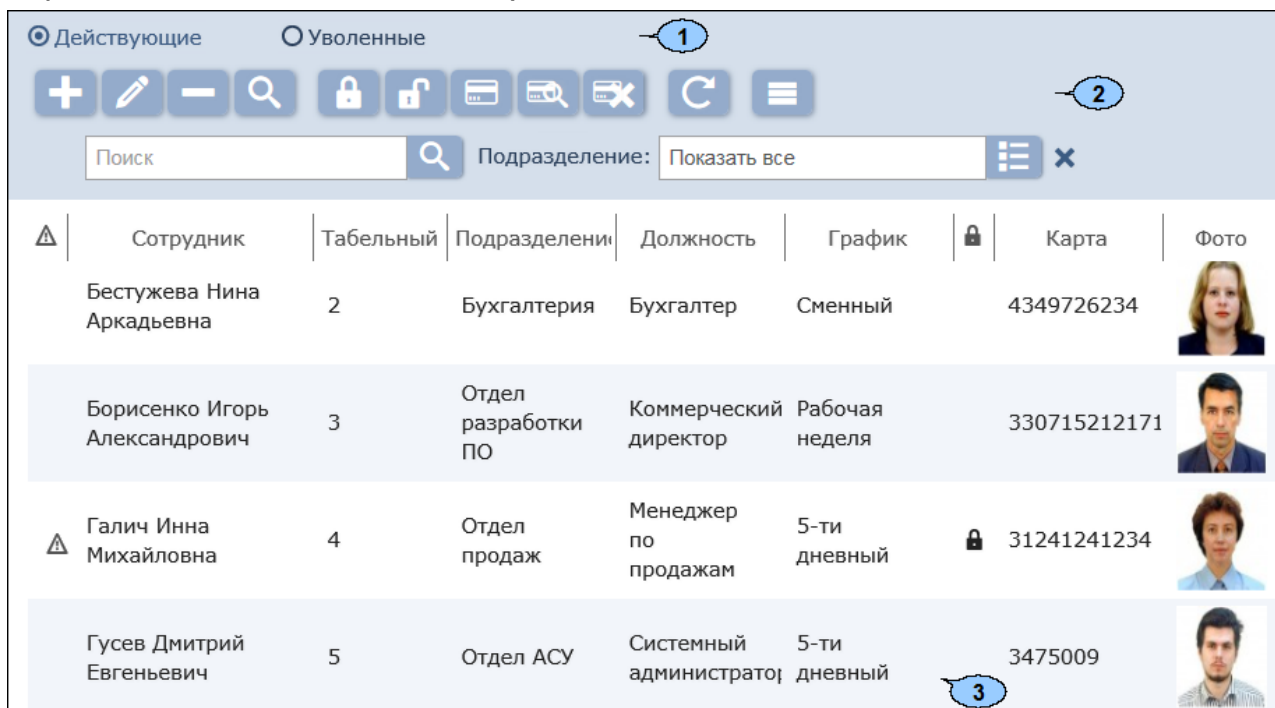 Действующие Уволенные 1
2
Поиск Подразделение: Показать все
Сотрудник Табельный Подразделени Должность График Карта Фото
Бестужева Нина
Аркадьевна
2
Бухгалтерия
Бухгалтер
Сменный
4349726234
Борисенко Игорь
Александрович
3
Отдел
разработки
ПО
Коммерческий
директор
Рабочая
неделя
330715212171
Галич Инна
Михайловна
4
Отдел
продаж
Менеджер
по
продажам
5-ти
дневный
31241241234
Гусев Дмитрий
Евгеньевич
5
Отдел АСУ
Системный
администратор
5-ти
дневный
3475009
3